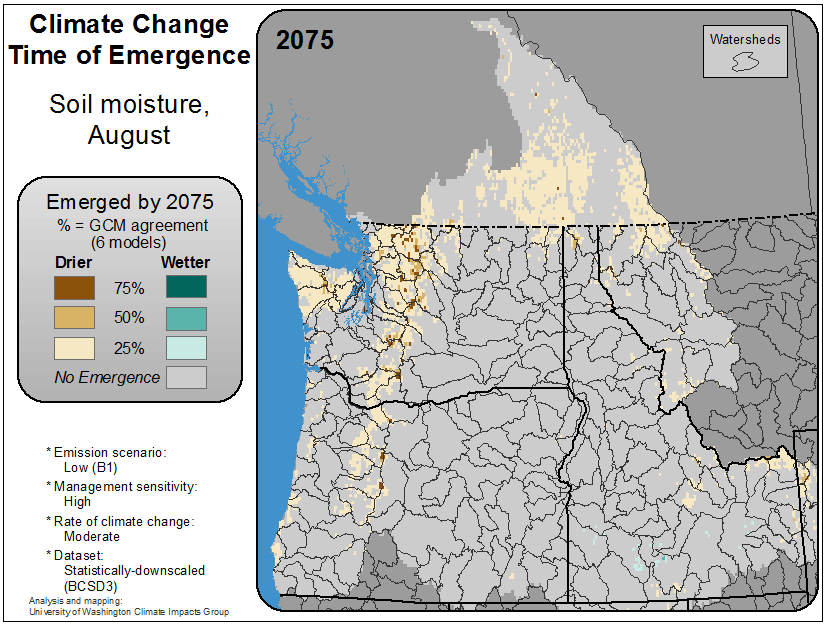 Climate Change
Time of Emergence
Soil moisture,
August
Emerged by 2075
% = GCM agreement
(6 models)
Drier Wetter
75%
50%
25%
No Emergence
* Emission scenario:
Low (B1)
* Management sensitivity:
High
* Rate of climate change:
Moderate
* Dataset:
Statistically-downscaled
(BCSD3)
Analysis and mapping:
University of Washington Climate Impacts Group
2075
Watersheds